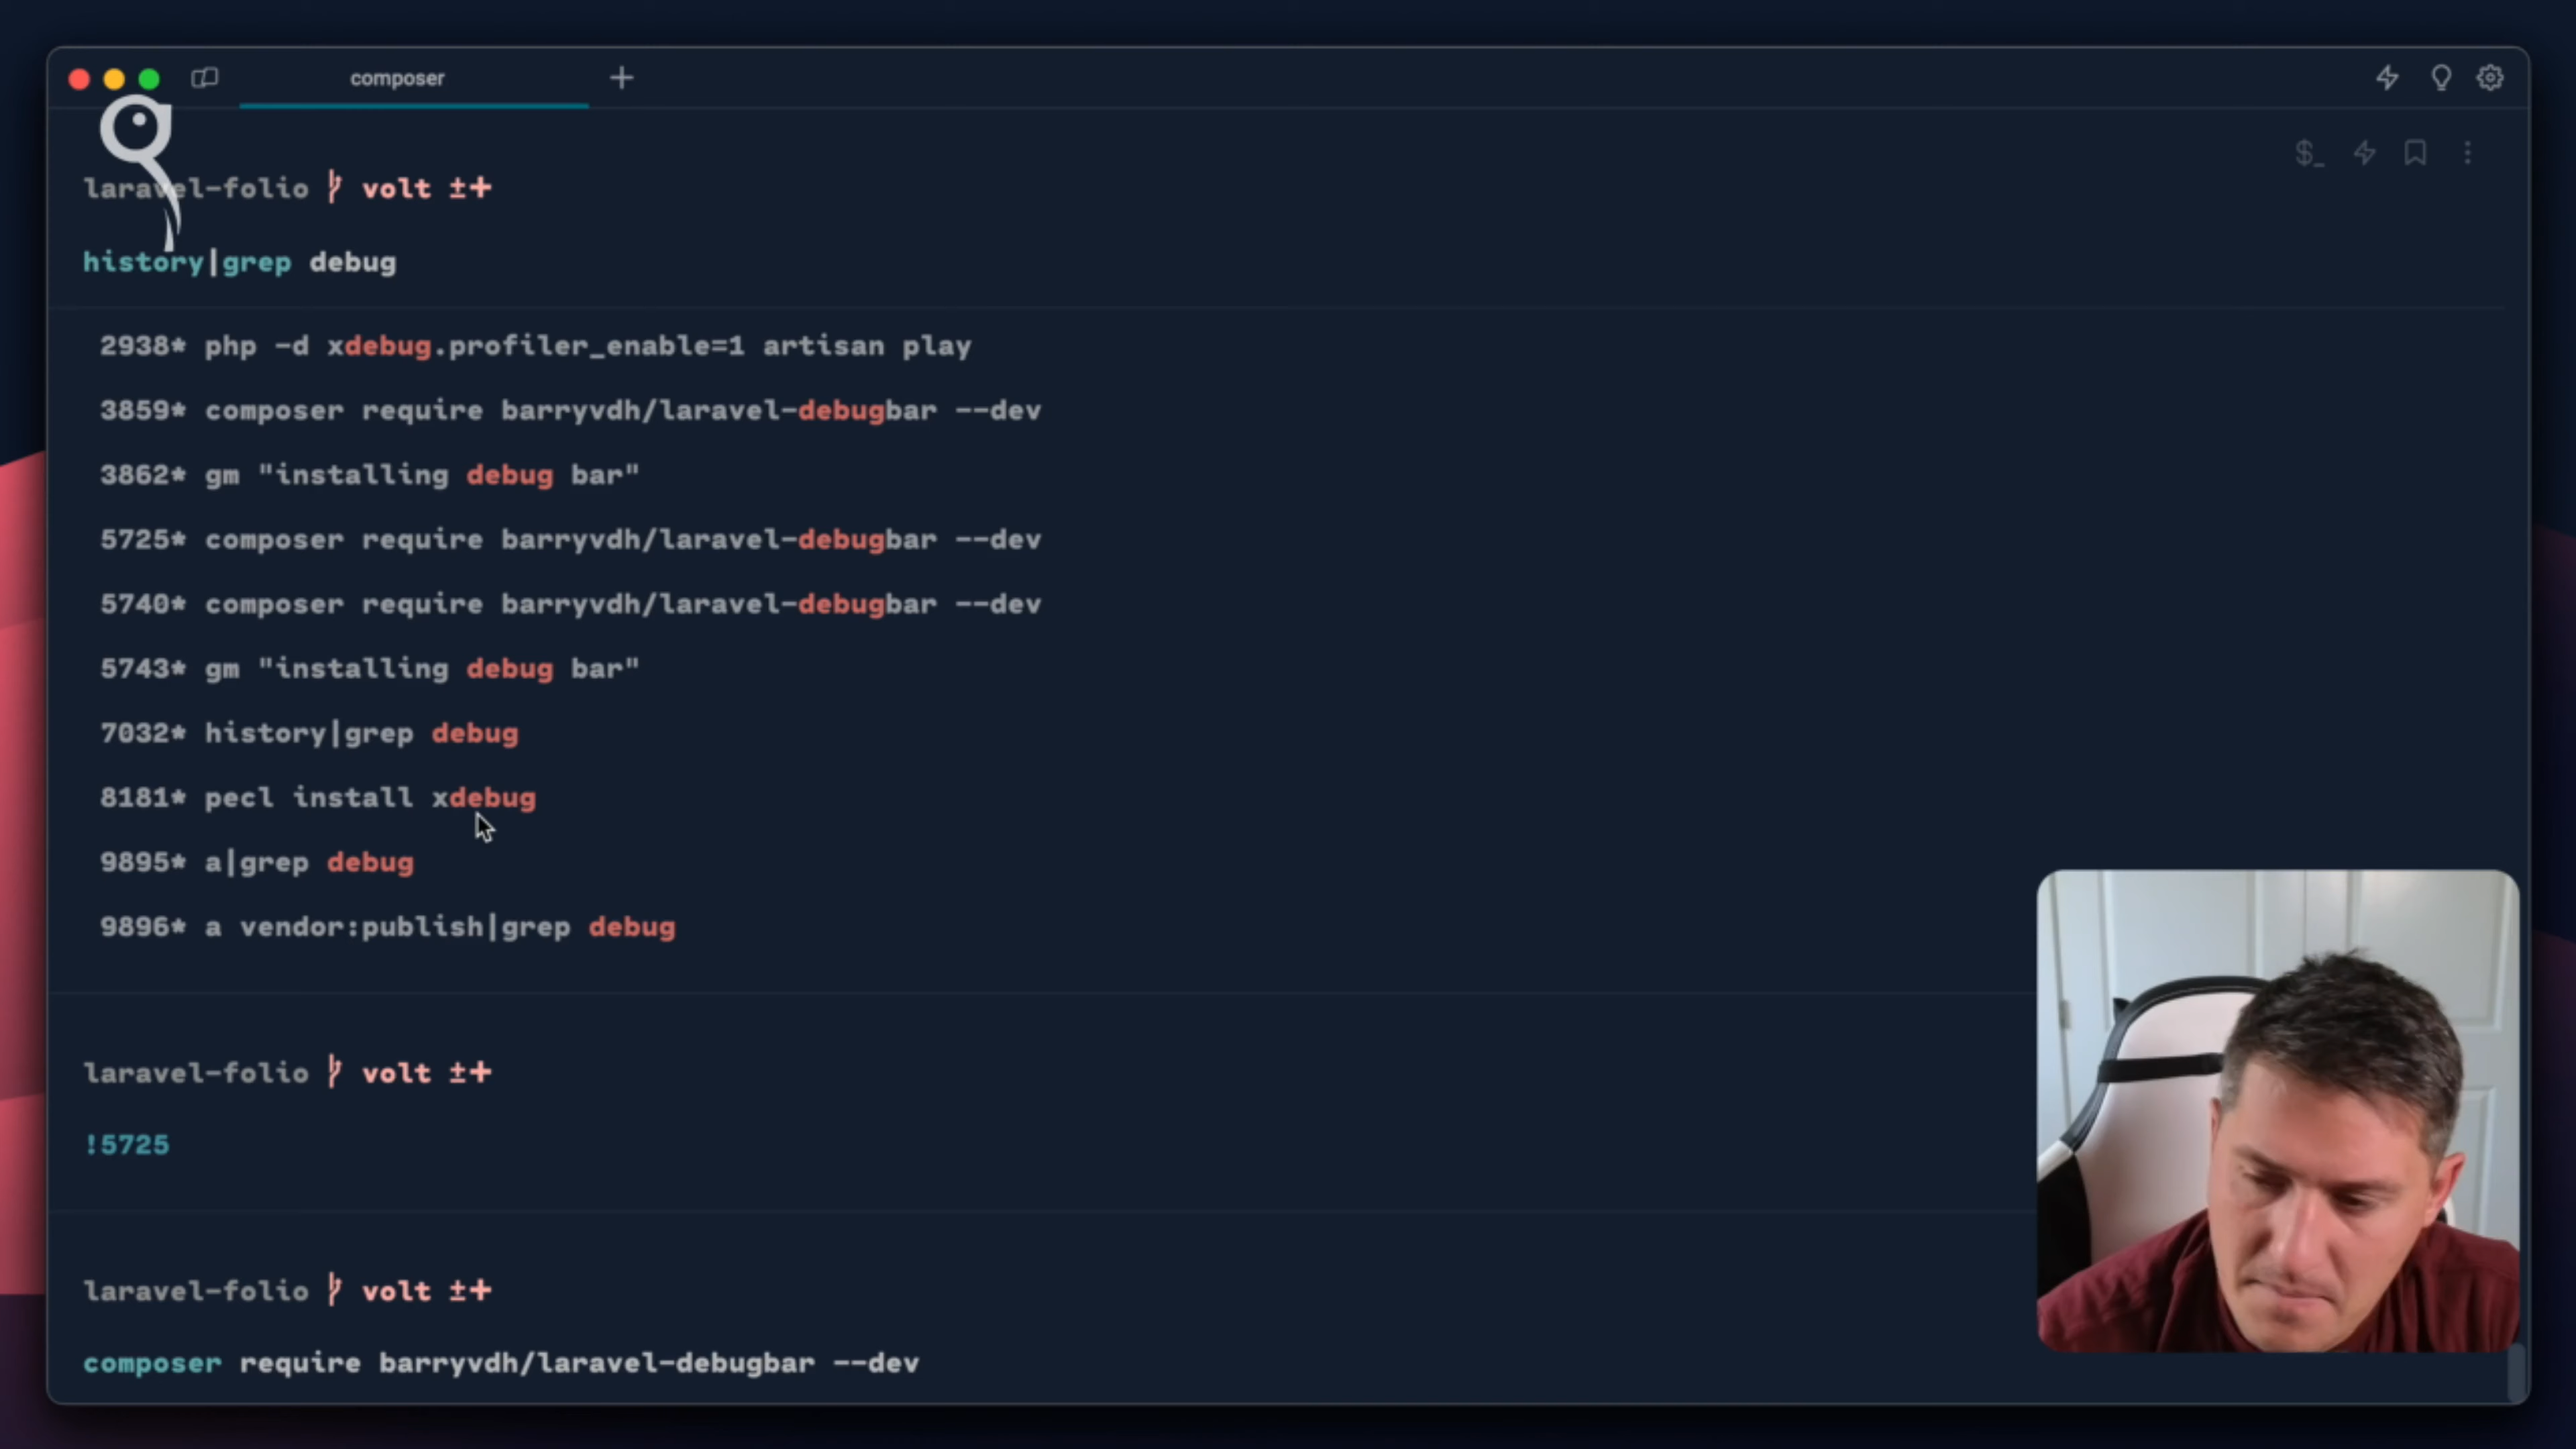 composer
laravel-folio volt ±+
history|grep debug
2938* php -d xdebug.profiler_enable=1 artisan play
3859* composer require barryvdh/laravel-debugbar --dev
3862* gm "installing debug bar"
5725* composer require barryvdh/laravel-debugbar --dev
5740* composer require barryvdh/laravel-debugbar --dev
5743* gm "installing debug bar"
7032* history|grep debug
8181* pecl install xdebug
9895* a|grep debug
9896* a vendor:publish|grep debug
laravel-folio volt ±+
!5725
laravel-folio volt ±+
composer require barryvdh/laravel-debugbar --dev